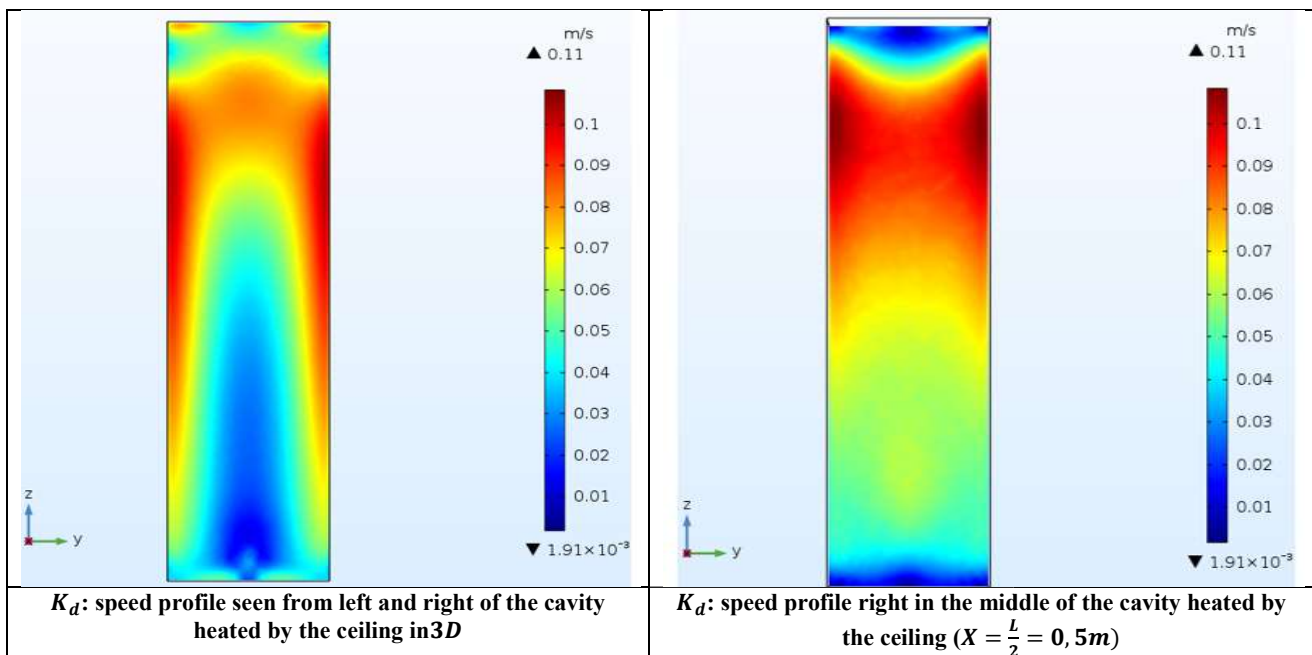 m/s
▲ 0.11
0.1
0.09
0.08
0.07
0.06
0.05
0.04
0.03
0.02
0.01
▼ 1.91×10⁻³
z
y
K_d: speed profile seen from left and right of the cavity
heated by the ceiling in3D
m/s
▲ 0.11
0.1
0.09
0.08
0.07
0.06
0.05
0.04
0.03
0.02
0.01
▼ 1.91×10⁻³
z
y
K_d: speed profile right in the middle of the cavity heated by
the ceiling (X = L/2 = 0, 5m)